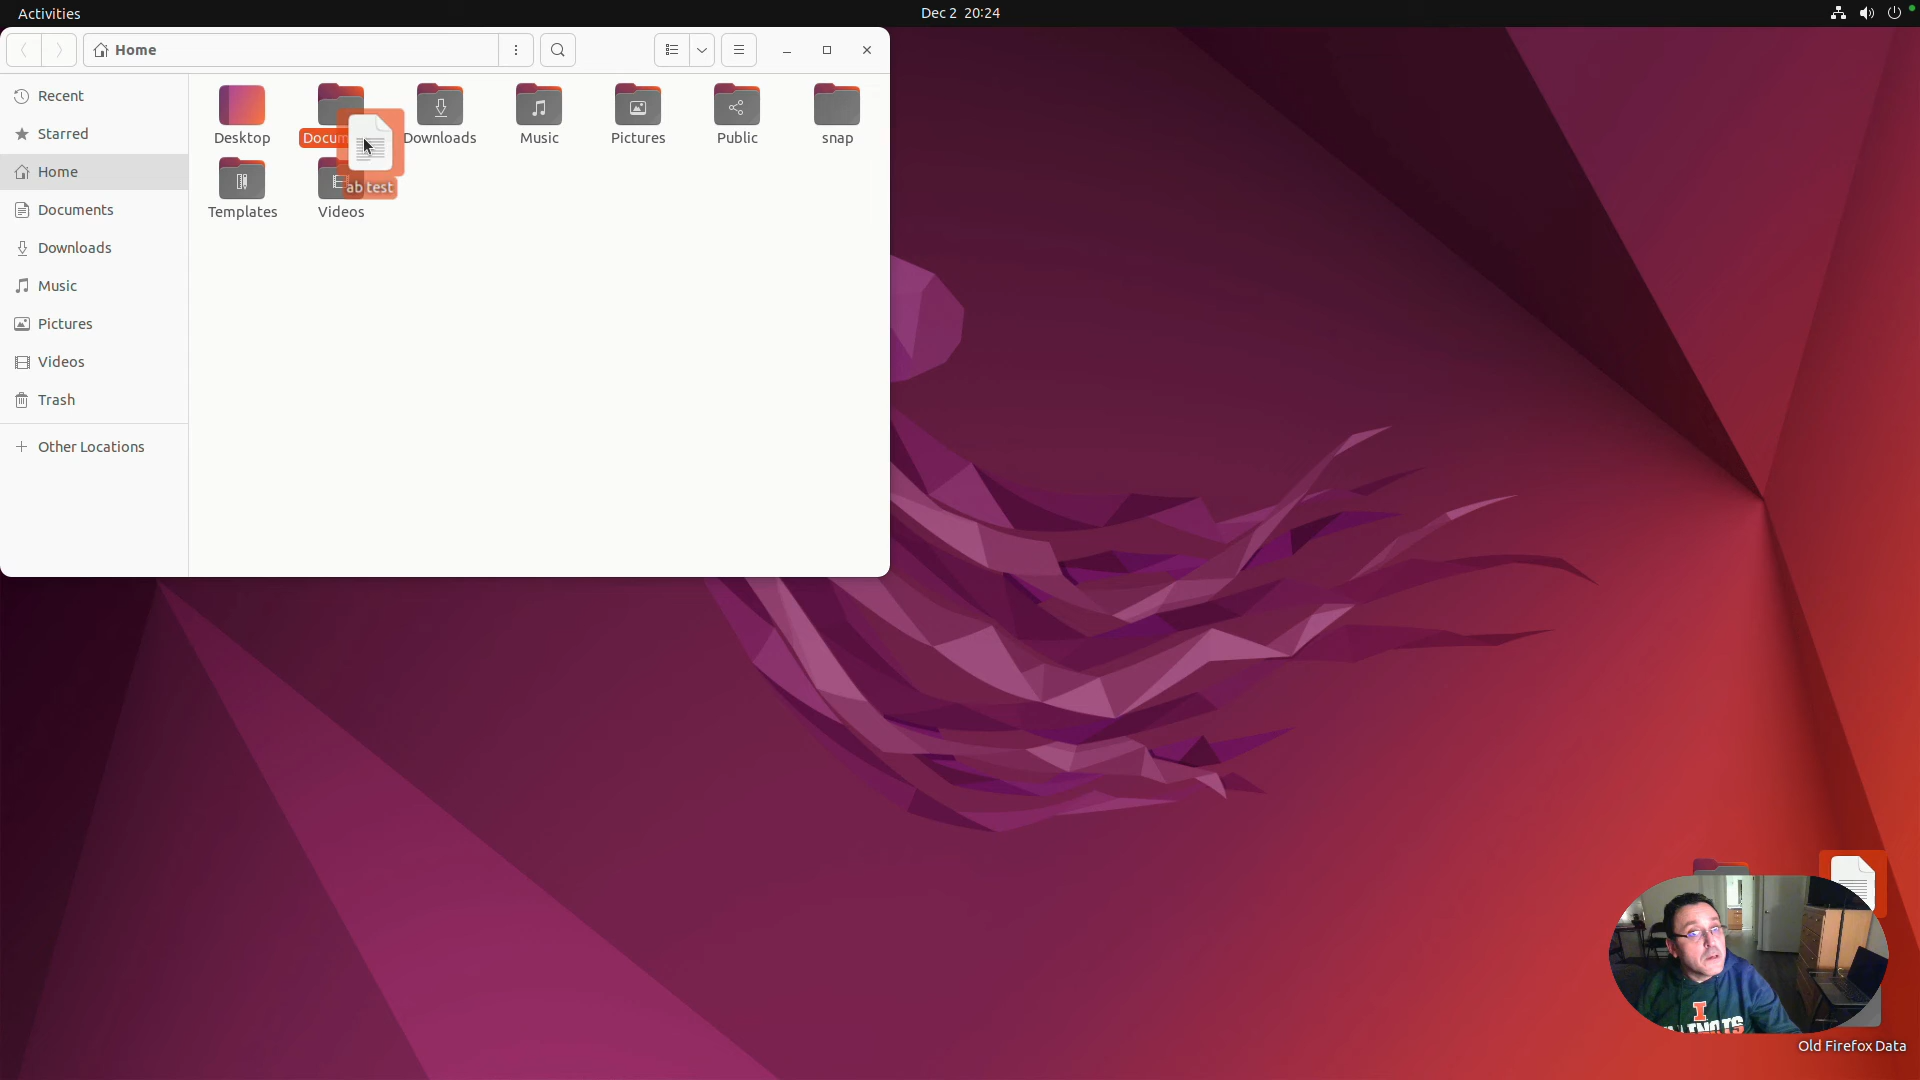 Activities
Dec 2 20:24
Home
Recent
Starred
Home
Documents
Downloads
Music
Pictures
Videos
Trash
Other Locations
Desktop
Downloads
Music
Pictures
Public
snap
ab test
Templates
Videos
Old Firefox Data